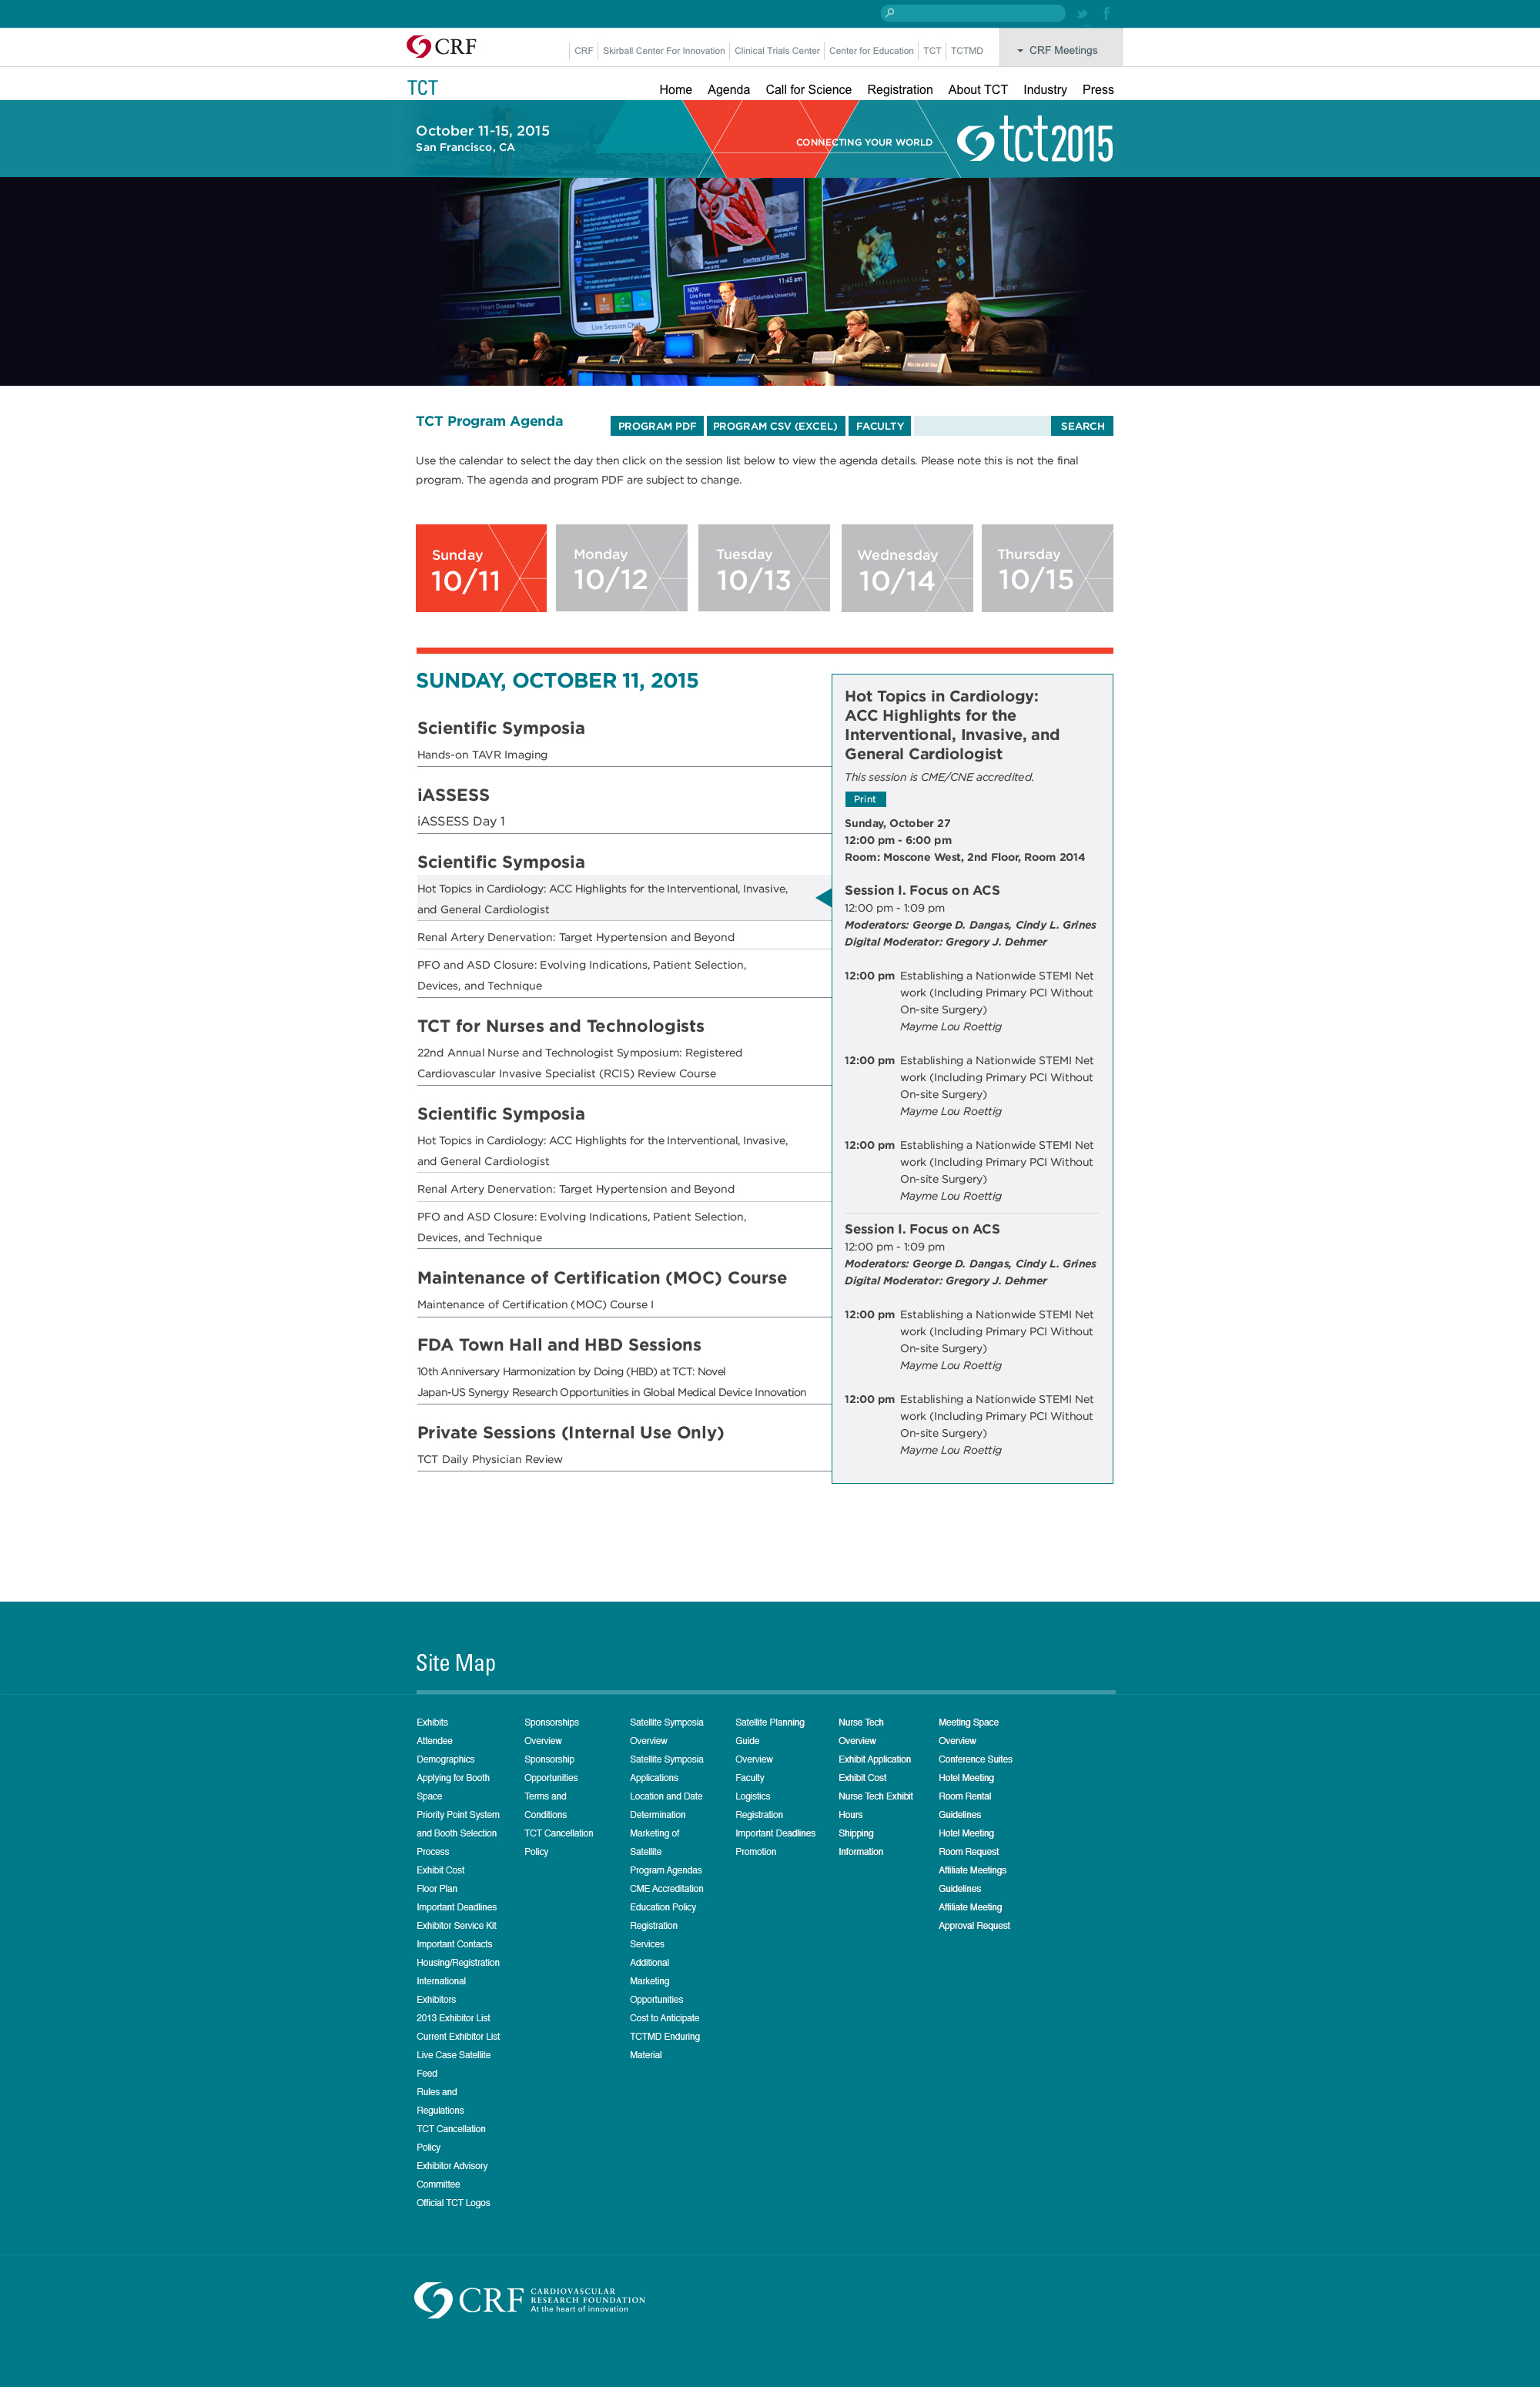 CRF
CRF
Skirball Center For Innovation
Clinical Trials Center
Center for Education
TCT
TCTMD
CRF Meetings
TCT
Home
Agenda
Call for Science
Registration
About TCT
Industry
Press
October 11-15, 2015
San Francisco, CA
CONNECTING YOUR WORLD
tct2015
Coronary Heart Disease Theater
Live Session Chat
Transapical
Courtesy of Danny Dvir
11:45 am
NOW
Live From
TCT Program Agenda
PROGRAM PDF
PROGRAM CSV (EXCEL)
FACULTY
SEARCH
Use the calendar to select the day then click on the session list below to view the agenda details. Please note this is not the final
program. The agenda and program PDF are subject to change.
Sunday
10/11
Monday
10/12
Tuesday
10/13
Wednesday
10/14
Thursday
10/15
SUNDAY, OCTOBER 11, 2015
Scientific Symposia
Hands-on TAVR Imaging
iASSESS
iASSESS Day 1
Scientific Symposia
Hot Topics in Cardiology: ACC Highlights for the Interventional, Invasive,
and General Cardiologist
Renal Artery Denervation: Target Hypertension and Beyond
PFO and ASD Closure: Evolving Indications, Patient Selection,
Devices, and Technique
TCT for Nurses and Technologists
22nd Annual Nurse and Technologist Symposium: Registered
Cardiovascular Invasive Specialist (RCIS) Review Course
Scientific Symposia
Hot Topics in Cardiology: ACC Highlights for the Interventional, Invasive,
and General Cardiologist
Renal Artery Denervation: Target Hypertension and Beyond
PFO and ASD Closure: Evolving Indications, Patient Selection,
Devices, and Technique
Maintenance of Certification (MOC) Course
Maintenance of Certification (MOC) Course I
FDA Town Hall and HBD Sessions
10th Anniversary Harmonization by Doing (HBD) at TCT: Novel
Japan-US Synergy Research Opportunities in Global Medical Device Innovation
Private Sessions (Internal Use Only)
TCT Daily Physician Review
Hot Topics in Cardiology:
ACC Highlights for the
Interventional, Invasive, and
General Cardiologist
This session is CME/CNE accredited.
Print
Sunday, October 27
12:00 pm - 6:00 pm
Room: Moscone West, 2nd Floor, Room 2014
Session I. Focus on ACS
12:00 pm - 1:09 pm
Moderators: George D. Dangas, Cindy L. Grines
Digital Moderator: Gregory J. Dehmer
12:00 pm Establishing a Nationwide STEMI Net
work (Including Primary PCI Without
On-site Surgery)
Mayme Lou Roettig
12:00 pm Establishing a Nationwide STEMI Net
work (Including Primary PCI Without
On-site Surgery)
Mayme Lou Roettig
12:00 pm Establishing a Nationwide STEMI Net
work (Including Primary PCI Without
On-site Surgery)
Mayme Lou Roettig
Session I. Focus on ACS
12:00 pm - 1:09 pm
Moderators: George D. Dangas, Cindy L. Grines
Digital Moderator: Gregory J. Dehmer
12:00 pm Establishing a Nationwide STEMI Net
work (Including Primary PCI Without
On-site Surgery)
Mayme Lou Roettig
12:00 pm Establishing a Nationwide STEMI Net
work (Including Primary PCI Without
On-site Surgery)
Mayme Lou Roettig
Site Map
Exhibits
Attendee
Demographics
Applying for Booth
Space
Priority Point System
and Booth Selection
Process
Exhibit Cost
Floor Plan
Important Deadlines
Exhibitor Service Kit
Important Contacts
Housing/Registration
International
Exhibitors
2013 Exhibitor List
Current Exhibitor List
Live Case Satellite
Feed
Rules and
Regulations
TCT Cancellation
Policy
Exhibitor Advisory
Committee
Official TCT Logos
Sponsorships
Overview
Sponsorship
Opportunities
Terms and
Conditions
TCT Cancellation
Policy
Satellite Symposia
Overview
Satellite Symposia
Applications
Location and Date
Determination
Marketing of
Satellite
Program Agendas
CME Accreditation
Education Policy
Registration
Services
Additional
Marketing
Opportunities
Cost to Anticipate
TCTMD Enduring
Material
Satellite Planning
Guide
Overview
Faculty
Logistics
Registration
Important Deadlines
Promotion
Nurse Tech
Overview
Exhibit Application
Exhibit Cost
Nurse Tech Exhibit
Hours
Shipping
Information
Meeting Space
Overview
Conference Suites
Hotel Meeting
Room Rental
Guidelines
Hotel Meeting
Room Request
Affiliate Meetings
Guidelines
Affiliate Meeting
Approval Request
CRF
CARDIOVASCULAR
RESEARCH FOUNDATION
At the heart of innovation